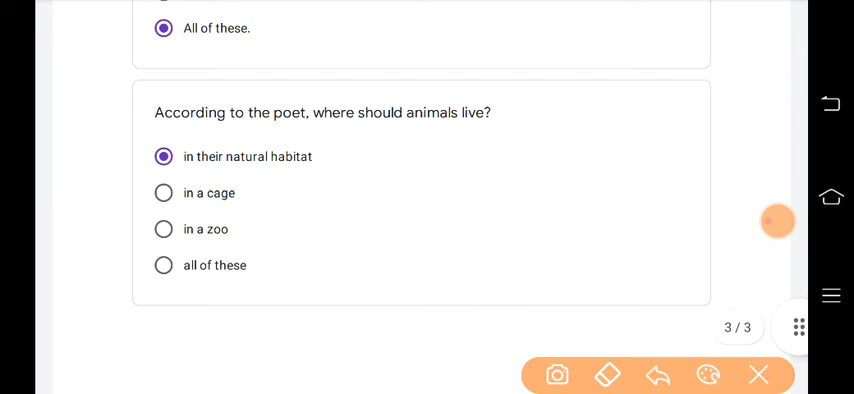 All of these.
According to the poet, where should animals live?
in their natural habitat
in a cage
in a zoo
all of these
3 / 3